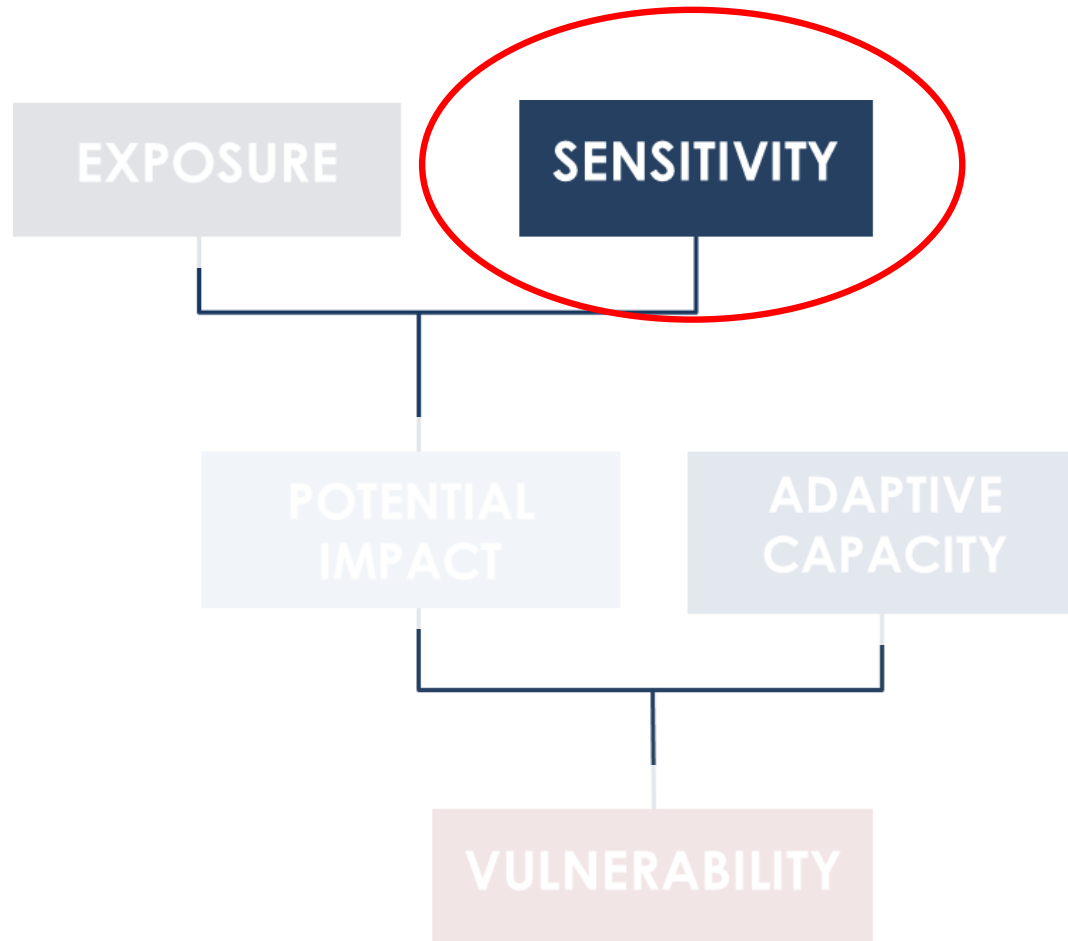 EXPOSURE
SENSITIVITY
POTENTIAL
IMPACT
ADAPTIVE
CAPACITY
VULNERABILITY